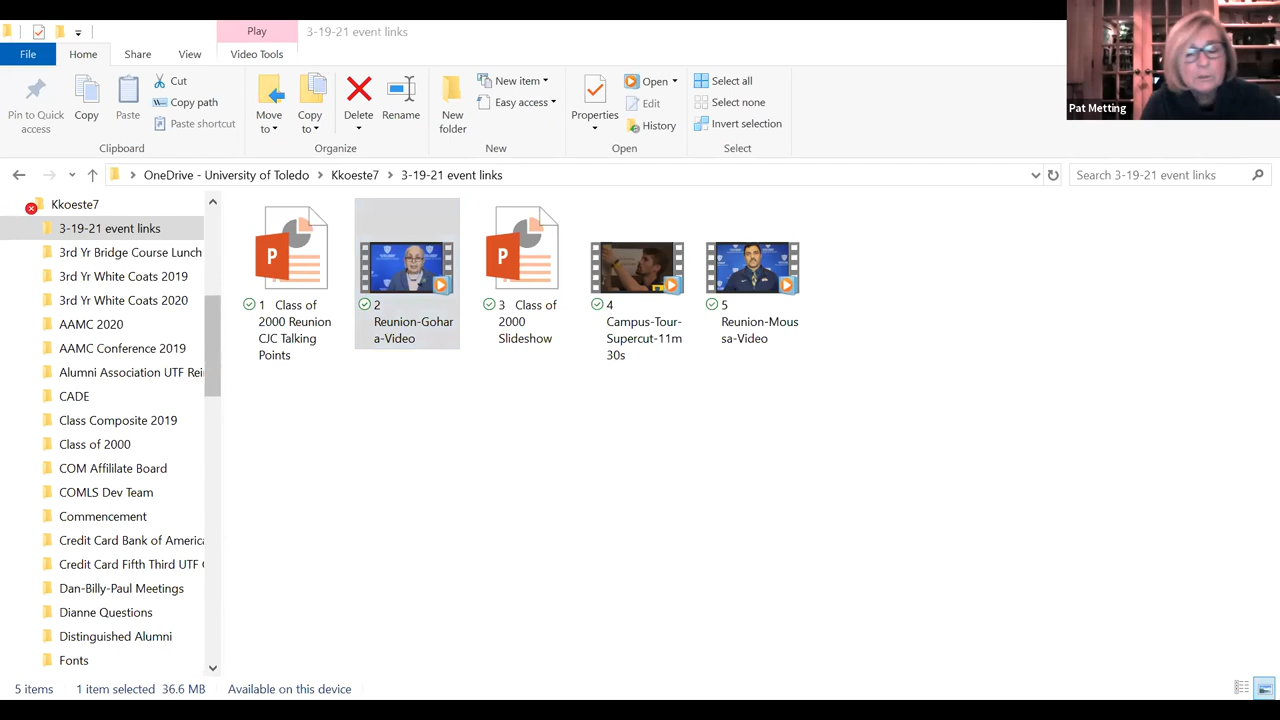 Play
3-19-21 event links
File
Home
Share
View
Video Tools
Pin to Quick
access
Copy
Paste
Cut
Copy path
Paste shortcut
Clipboard
Move
to
Copy
to
Delete
Rename
Organize
New
folder
New item
Easy access
New
Properties
Open
Edit
History
Open
Select all
Select none
Invert selection
Select
Pat Metting
OneDrive - University of Toledo
Kkoeste7
3-19-21 event links
Search 3-19-21 event links
Kkoeste7
3-19-21 event links
3rd Yr Bridge Course Lunch
3rd Yr White Coats 2019
3rd Yr White Coats 2020
AAMC 2020
AAMC Conference 2019
Alumni Association UTF Rei
CADE
Class Composite 2019
Class of 2000
COM Affililate Board
COMLS Dev Team
Commencement
Credit Card Bank of America
Credit Card Fifth Third UTF
Dan-Billy-Paul Meetings
Dianne Questions
Distinguished Alumni
Fonts
1 Class of
2000 Reunion
CJC Talking
Points
2
Reunion-Gohar
a-Video
3 Class of
2000
Slideshow
4
Campus-Tour-
Supercut-11m
30s
5
Reunion-Mous
sa-Video
5 items
1 item selected 36.6 MB
Available on this device